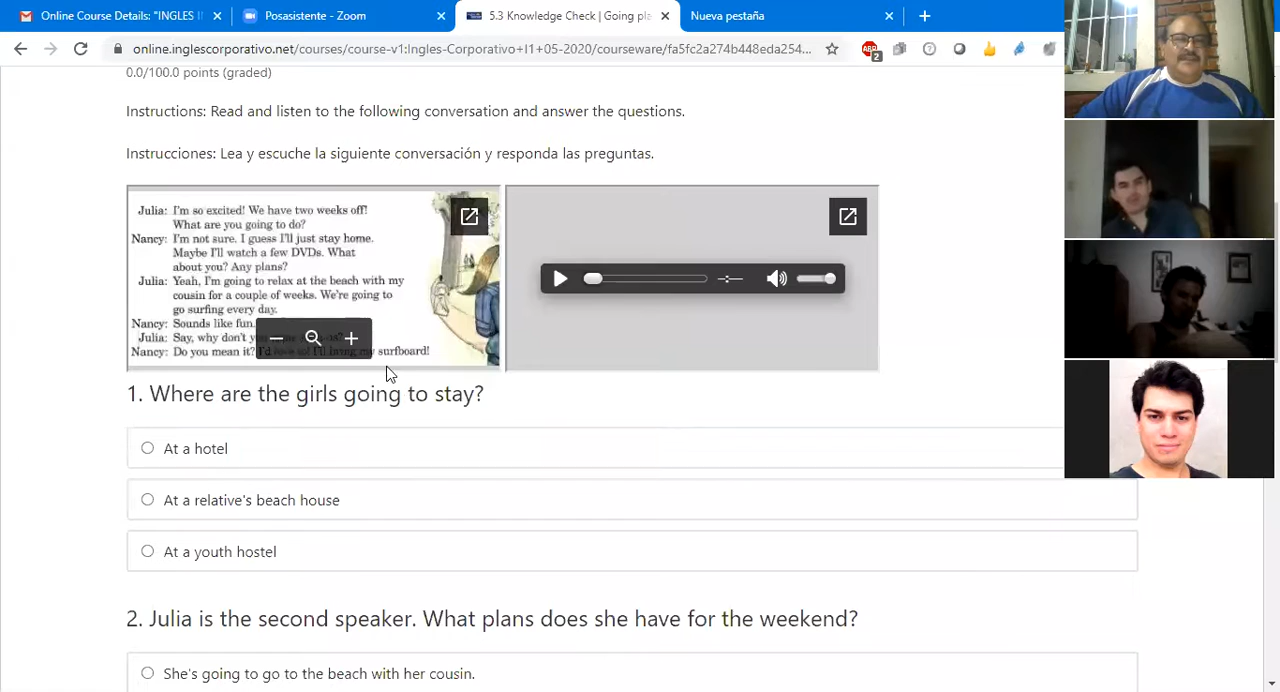 Online Course Details: "INGLES I
Posasistente - Zoom
5.3 Knowledge Check | Going pla
Nueva pestaña
online.inglescorporativo.net/courses/course-v1:Ingles-Corporativo+I1+05-2020/courseware/fa5fc2a274b448eda254...
ABP
2
0.0/100.0 points (graded)
Instructions: Read and listen to the following conversation and answer the questions.
Instrucciones: Lea y escuche la siguiente conversación y responda las preguntas.
Julia: I'm so excited! We have two weeks off!
What are you going to do?
Nancy: I'm not sure. I guess I'll just stay home.
Maybe I'll watch a few DVDs. What
about you? Any plans?
Julia: Yeah, I'm going to relax at the beach with my
cousin for a couple of weeks. We're going to
go surfing every day.
Nancy: Sounds like fun.
Julia: Say, why don't
Nancy: Do you mean it? I'd love to! I'll bring my surfboard!
1. Where are the girls going to stay?
At a hotel
At a relative's beach house
At a youth hostel
2. Julia is the second speaker. What plans does she have for the weekend?
She's going to go to the beach with her cousin.